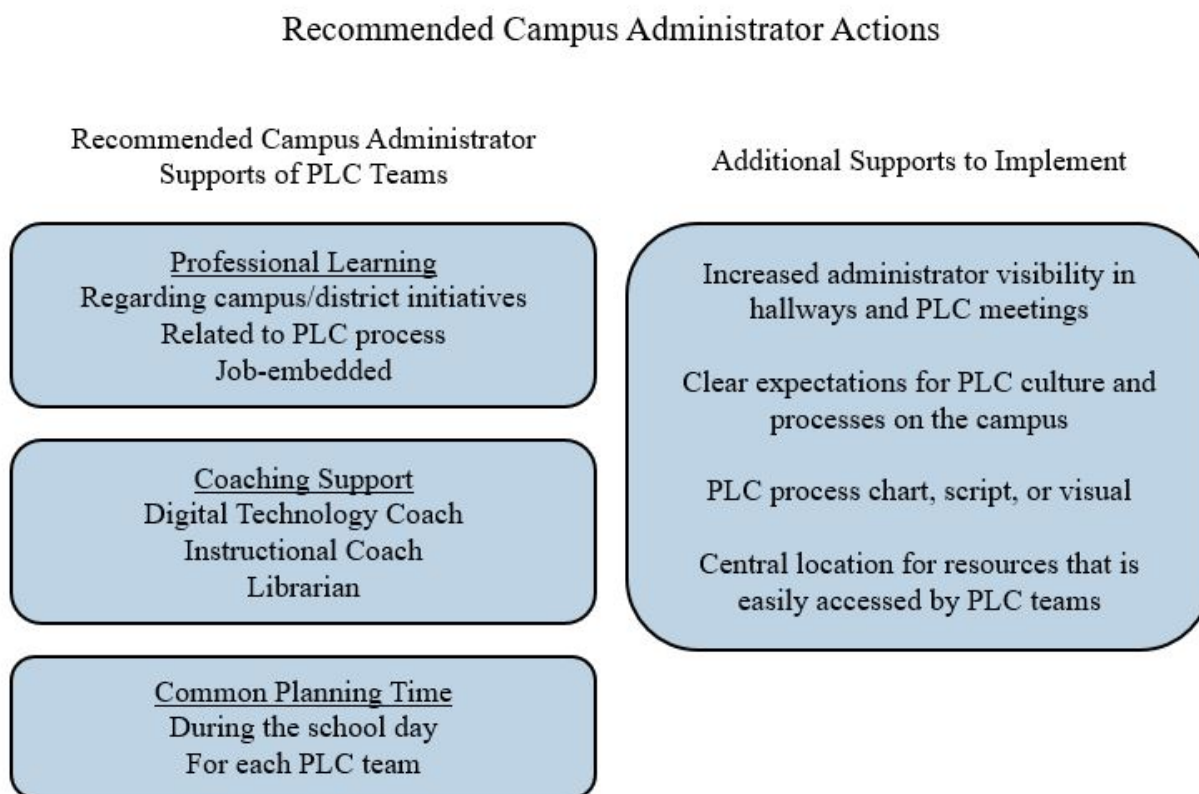 Recommended Campus Administrator Actions
Recommended Campus Administrator
Supports of PLC Teams
Professional Learning
Regarding campus/district initiatives
Related to PLC process
Job-embedded
Coaching Support
Digital Technology Coach
Instructional Coach
Librarian
Common Planning Time
During the school day
For each PLC team
Additional Supports to Implement
Increased administrator visibility in
hallways and PLC meetings
Clear expectations for PLC culture and
processes on the campus
PLC process chart, script, or visual
Central location for resources that is
easily accessed by PLC teams